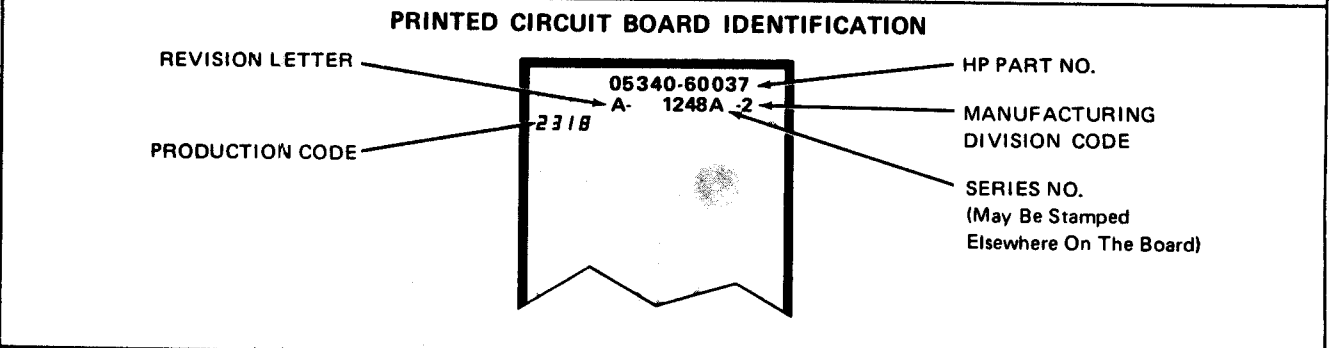 PRINTED CIRCUIT BOARD IDENTIFICATION
REVISION LETTER
05340-60037
HP PART NO.
A- 1248A -2
MANUFACTURING
DIVISION CODE
2318
PRODUCTION CODE
SERIES NO.
(May Be Stamped
Elsewhere On The Board)